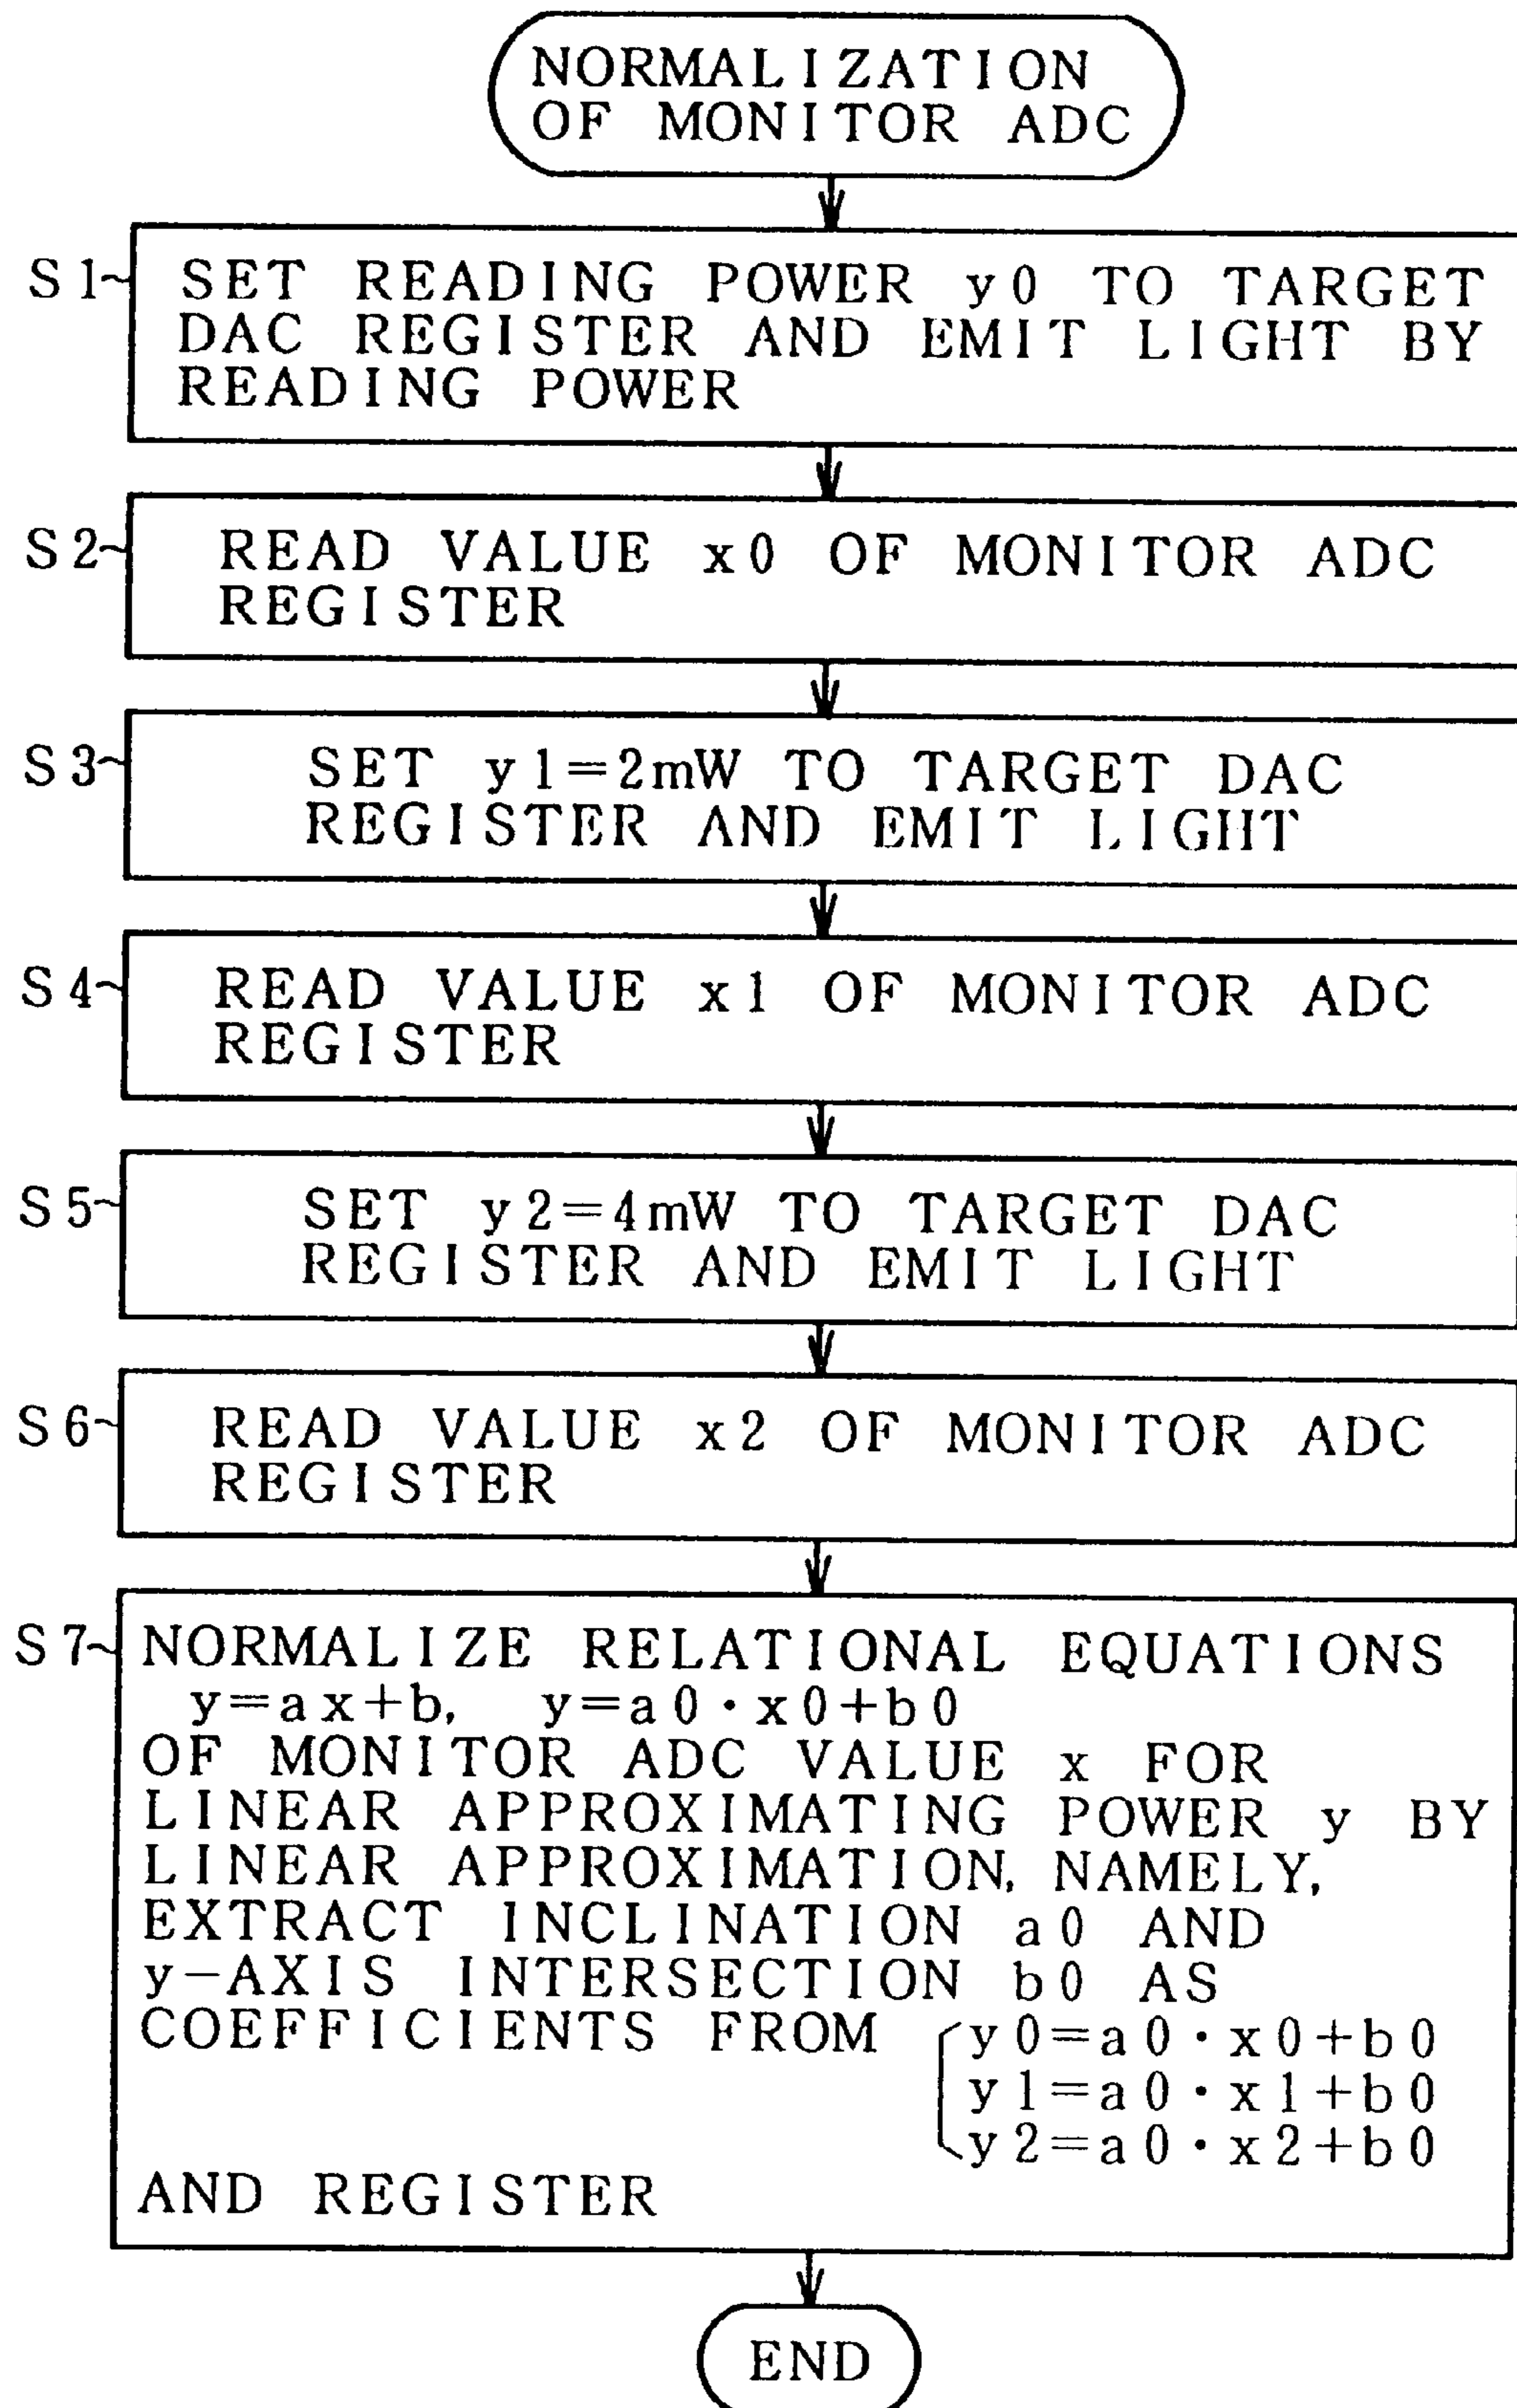 NORMALIZATION
OF MONITOR ADC
S1
SET READING POWER y0 TO TARGET
DAC REGISTER AND EMIT LIGHT BY
READING POWER
S2
READ VALUE x0 OF MONITOR ADC
REGISTER
S3
SET y1=2mW TO TARGET DAC
REGISTER AND EMIT LIGHT
S4
READ VALUE x1 OF MONITOR ADC
REGISTER
S5
SET y2=4mW TO TARGET DAC
REGISTER AND EMIT LIGHT
S6
READ VALUE x2 OF MONITOR ADC
REGISTER
S7
NORMALIZE RELATIONAL EQUATIONS
y=ax+b, y=a0·x0+b0
OF MONITOR ADC VALUE x FOR
LINEAR APPROXIMATING POWER y BY
LINEAR APPROXIMATION, NAMELY,
EXTRACT INCLINATION a0 AND
y-AXIS INTERSECTION b0 AS
COEFFICIENTS FROM y0=a0·x0+b0
y1=a0·x1+b0
y2=a0·x2+b0
AND REGISTER
END